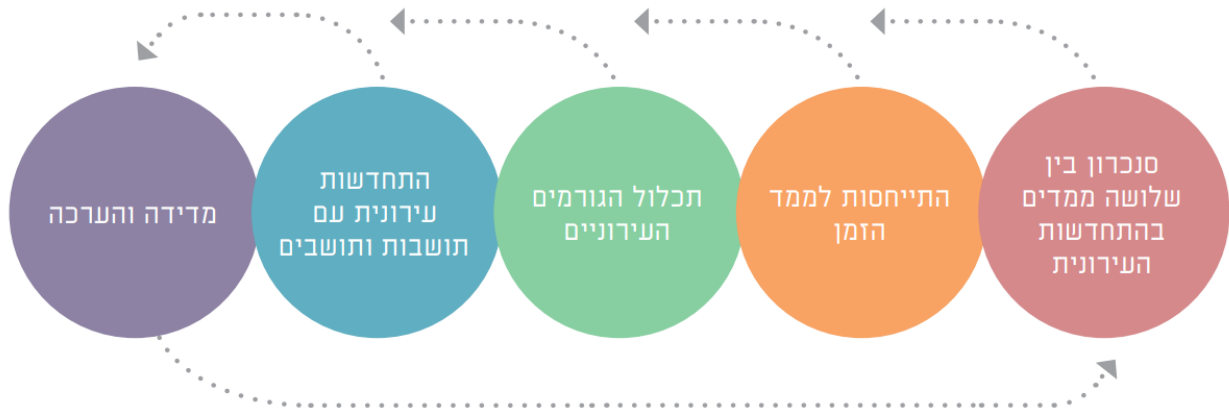 סנכרון בין
שלושה ממדים
בהתחדשות
העירונית
התייחסות לממד
הזמן
תכלול הגורמים
העירוניים
התחדשות
עירונית עם
תושבות ותושבים
מדידה והערכה